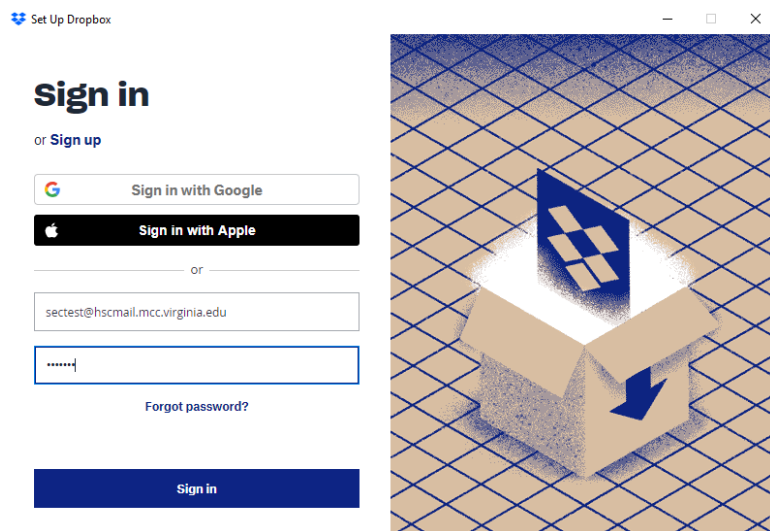 Set Up Dropbox
Sign in
or Sign up
Sign in with Google
Sign in with Apple
or
sectest@hscmail.mcc.virginia.edu
•••••••
Forgot password?
Sign in